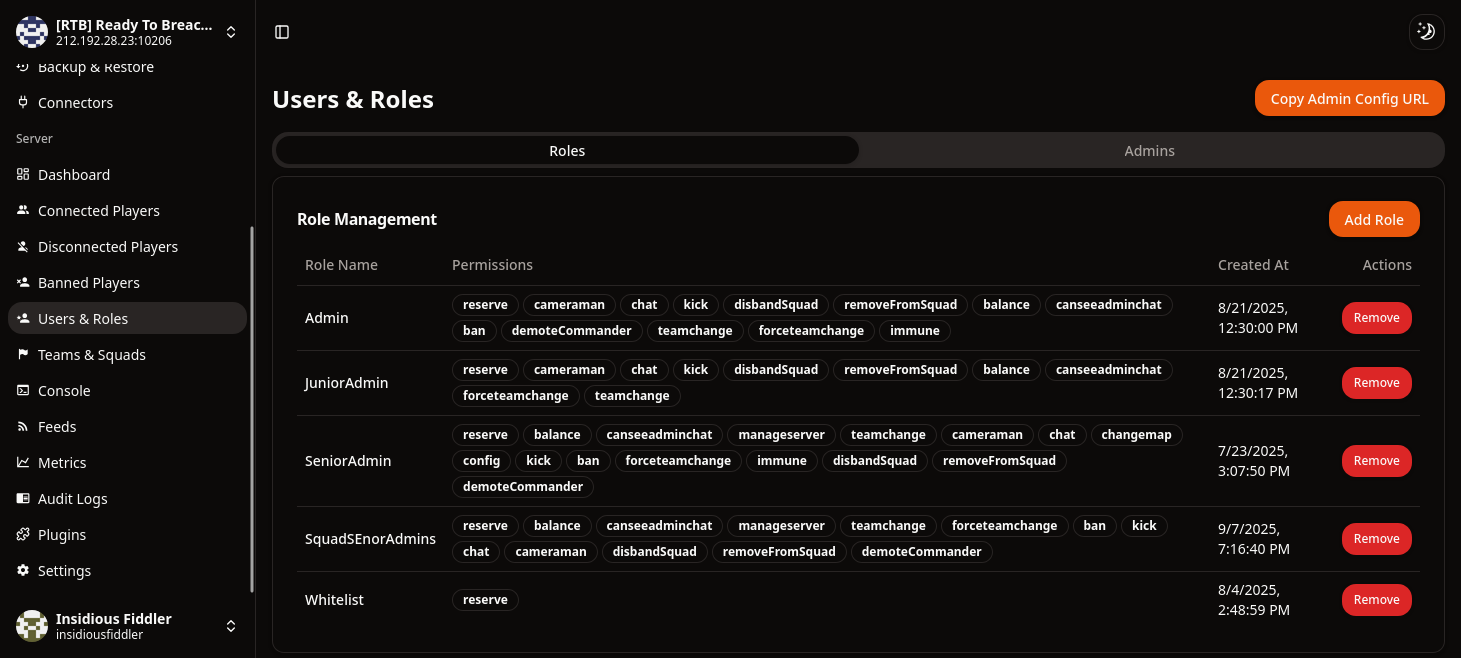 [RTB] Ready To Breac...
212.192.28.23:10206
Backup & Restore
Connectors
Server
Dashboard
Connected Players
Disconnected Players
Banned Players
Users & Roles
Teams & Squads
Console
Feeds
Metrics
Audit Logs
Plugins
Settings
Insidious Fiddler
insidiousfiddler
Users & Roles
Copy Admin Config URL
Roles Admins
Role Management
Add Role
Role Name Permissions Created At Actions
Admin
reserve cameraman chat kick disbandSquad removeFromSquad balance canseeadminchat
ban demoteCommander teamchange forceteamchange immune
8/21/2025,
12:30:00 PM
Remove
JuniorAdmin
reserve cameraman chat kick disbandSquad removeFromSquad balance canseeadminchat
forceteamchange teamchange
8/21/2025,
12:30:17 PM
Remove
SeniorAdmin
reserve balance canseeadminchat manageserver teamchange cameraman chat changemap
config kick ban forceteamchange immune disbandSquad removeFromSquad
demoteCommander
7/23/2025,
3:07:50 PM
Remove
SquadSEnorAdmins
reserve balance canseeadminchat manageserver teamchange forceteamchange ban kick
chat cameraman disbandSquad removeFromSquad demoteCommander
9/7/2025,
7:16:40 PM
Remove
Whitelist
reserve
8/4/2025,
2:48:59 PM
Remove